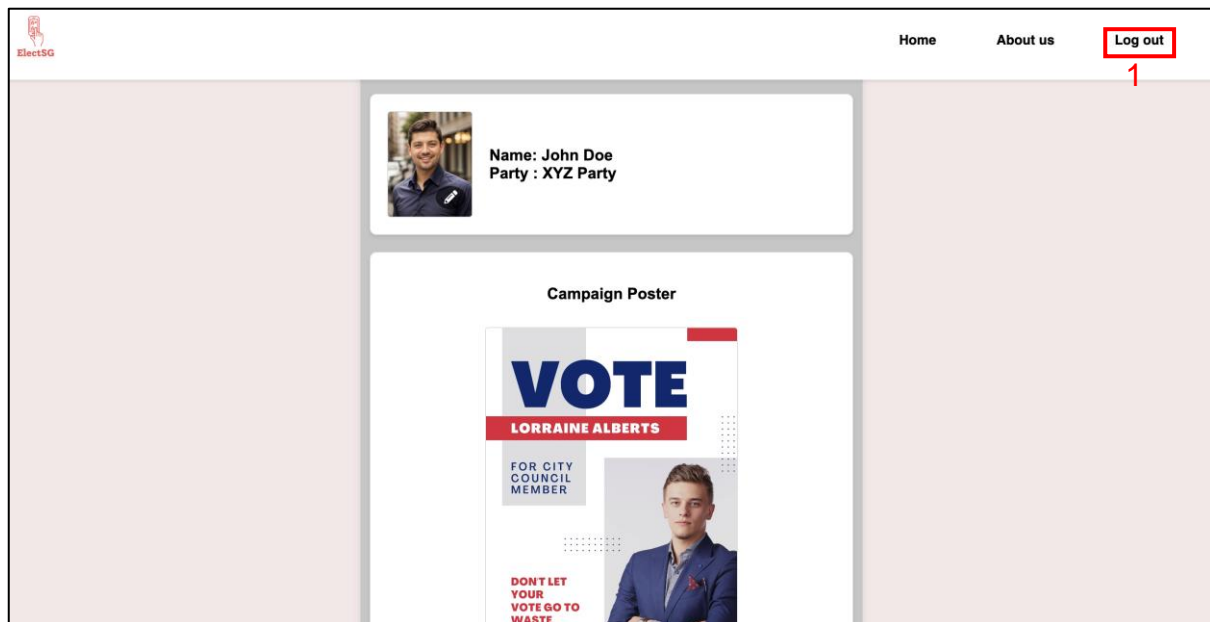 ElectSG
Home
About us
Log out
1
Name: John Doe
Party : XYZ Party
Campaign Poster
VOTE
LORRAINE ALBERTS
FOR CITY
COUNCIL
MEMBER
DON'T LET
YOUR
VOTE GO TO
WASTE